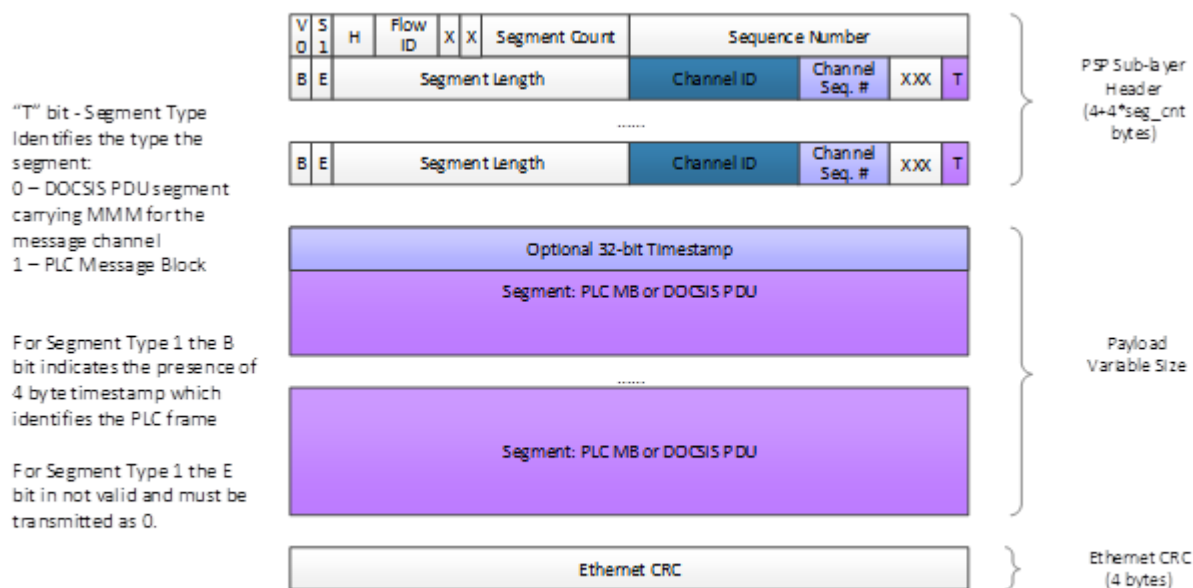 V 0 S 1 H Flow ID X X Segment Count Sequence Number
B E Segment Length Channel ID Channel Seq. # XXX T
......
B E Segment Length Channel ID Channel Seq. # XXX T
PSP Sub-layer
Header
(4+4*seg_cnt
bytes)
"T" bit - Segment Type
Identifies the type the
segment:
0 – DOCSIS PDU segment
carrying MMM for the
message channel
1 – PLC Message Block
For Segment Type 1 the B
bit indicates the presence of
4 byte timestamp which
identifies the PLC frame
For Segment Type 1 the E
bit in not valid and must be
transmitted as 0.
Optional 32-bit Timestamp
Segment: PLC MB or DOCSIS PDU
......
Segment: PLC MB or DOCSIS PDU
Payload
Variable Size
Ethernet CRC
Ethernet CRC
(4 bytes)